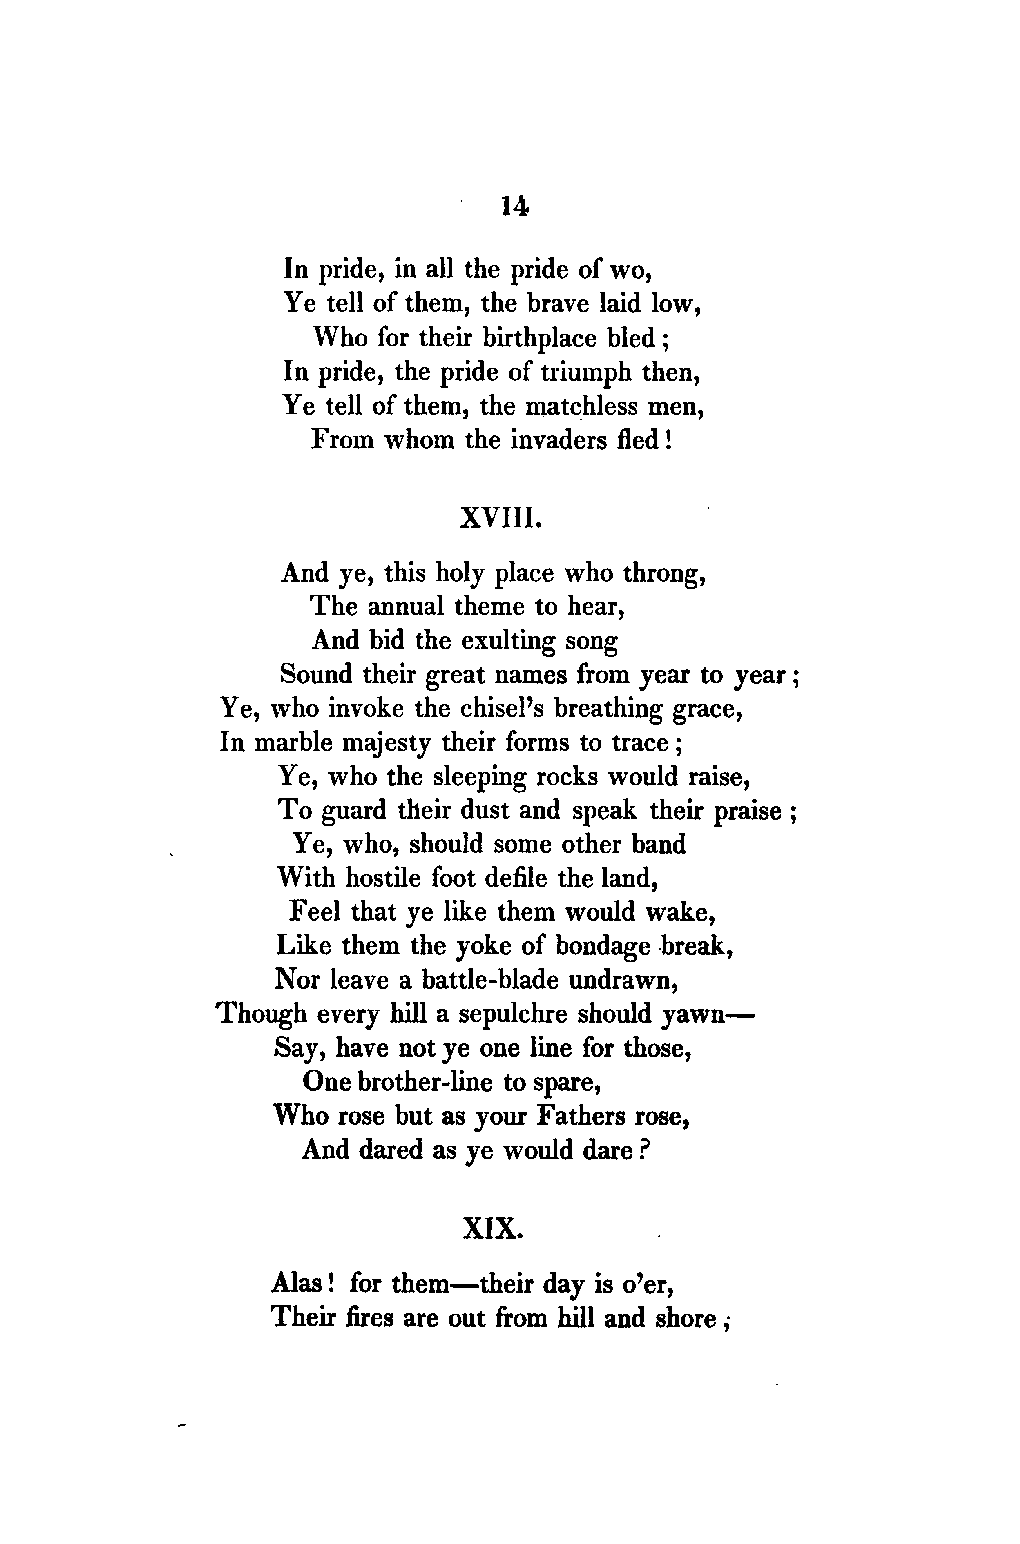 14
In pride, in all the pride of wo,
Ye tell of them, the brave laid low,
Who for their birthplace bled ;
In pride, the pride of triumph then,
Ye tell of them, the matchless men,
From whom the invaders fled !
XVIII.
And ye, this holy place who throng,
The annual theme to hear,
And bid the exulting song
Sound their great names from year to year ;
Ye, who invoke the chisel's breathing grace,
In marble majesty their forms to trace ;
Ye, who the sleeping rocks would raise,
To guard their dust and speak their praise ;
Ye, who, should some other band
With hostile foot defile the land,
Feel that ye like them would wake,
Like them the yoke of bondage break,
Nor leave a battle-blade undrawn,
Though every hill a sepulchre should yawn—
Say, have not ye one line for those,
One brother-line to spare,
Who rose but as your Fathers rose,
And dared as ye would dare ?
XIX.
Alas ! for them—their day is o'er,
Their fires are out from hill and shore ;